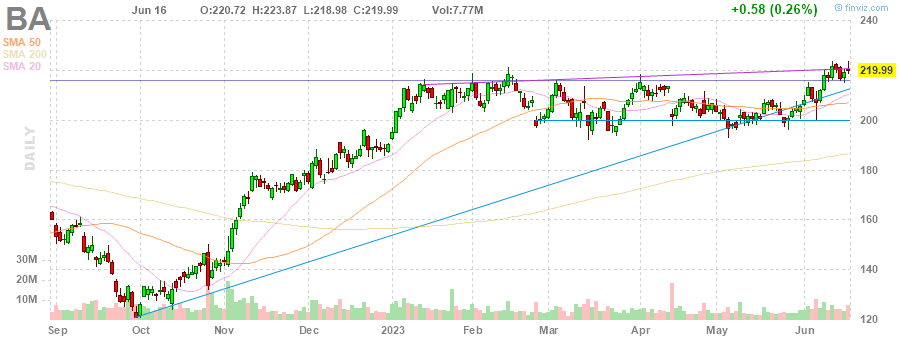 BA Jun 16 O:220.72 H:223.87 L:218.98 C:219.99 Vol:7.77M +0.58 (0.26%) © finviz.com
SMA 50
SMA 200
SMA 20
DAILY
240
219.99
200
180
160
140
120
30M
20M
10M
Sep Oct Nov Dec 2023 Feb Mar Apr May Jun